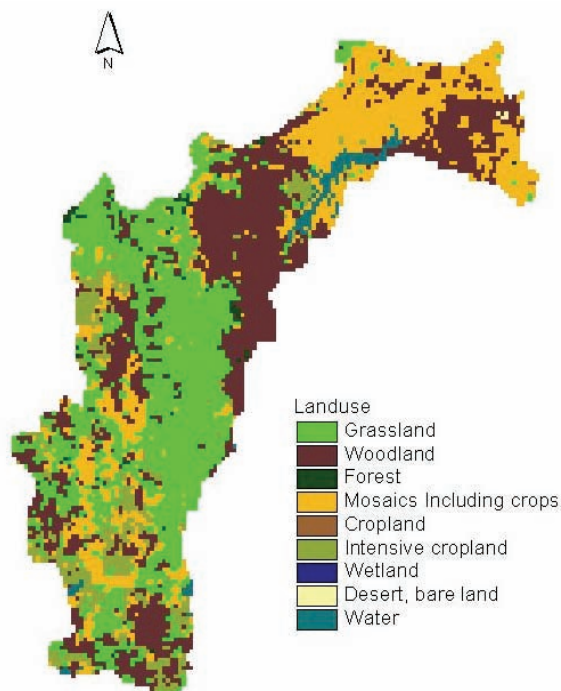 N
Landuse
Grassland
Woodland
Forest
Mosaics Including crops
Cropland
Intensive cropland
Wetland
Desert, bare land
Water